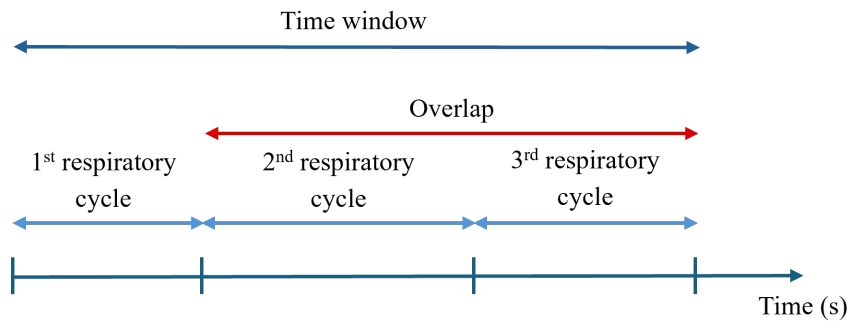 Time window
Overlap
1st respiratory
cycle
2nd respiratory
cycle
3rd respiratory
cycle
Time (s)